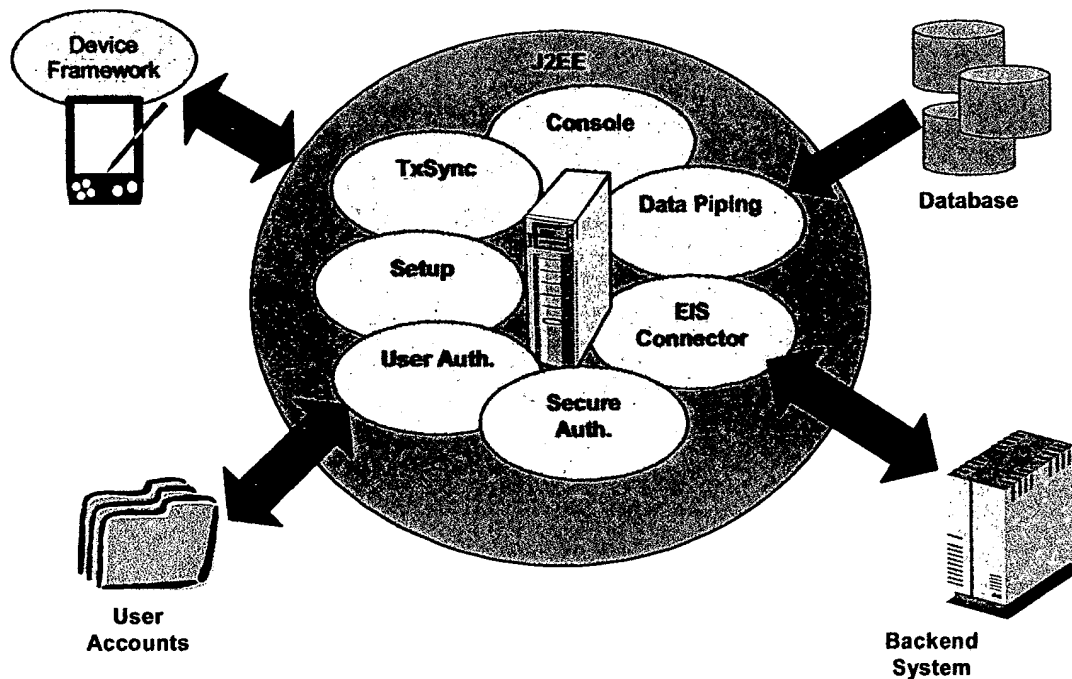 Device
Framework
J2EE
Console
TxSync
Data Piping
Database
Setup
EIS
Connector
User Auth.
Secure
Auth.
User
Accounts
Backend
System